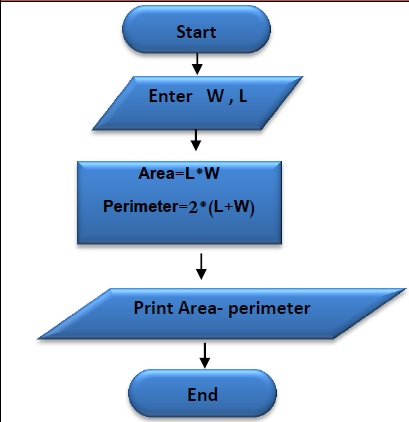 Start
Enter W , L
Area=L*W
Perimeter=2*(L+W)
Print Area- perimeter
End